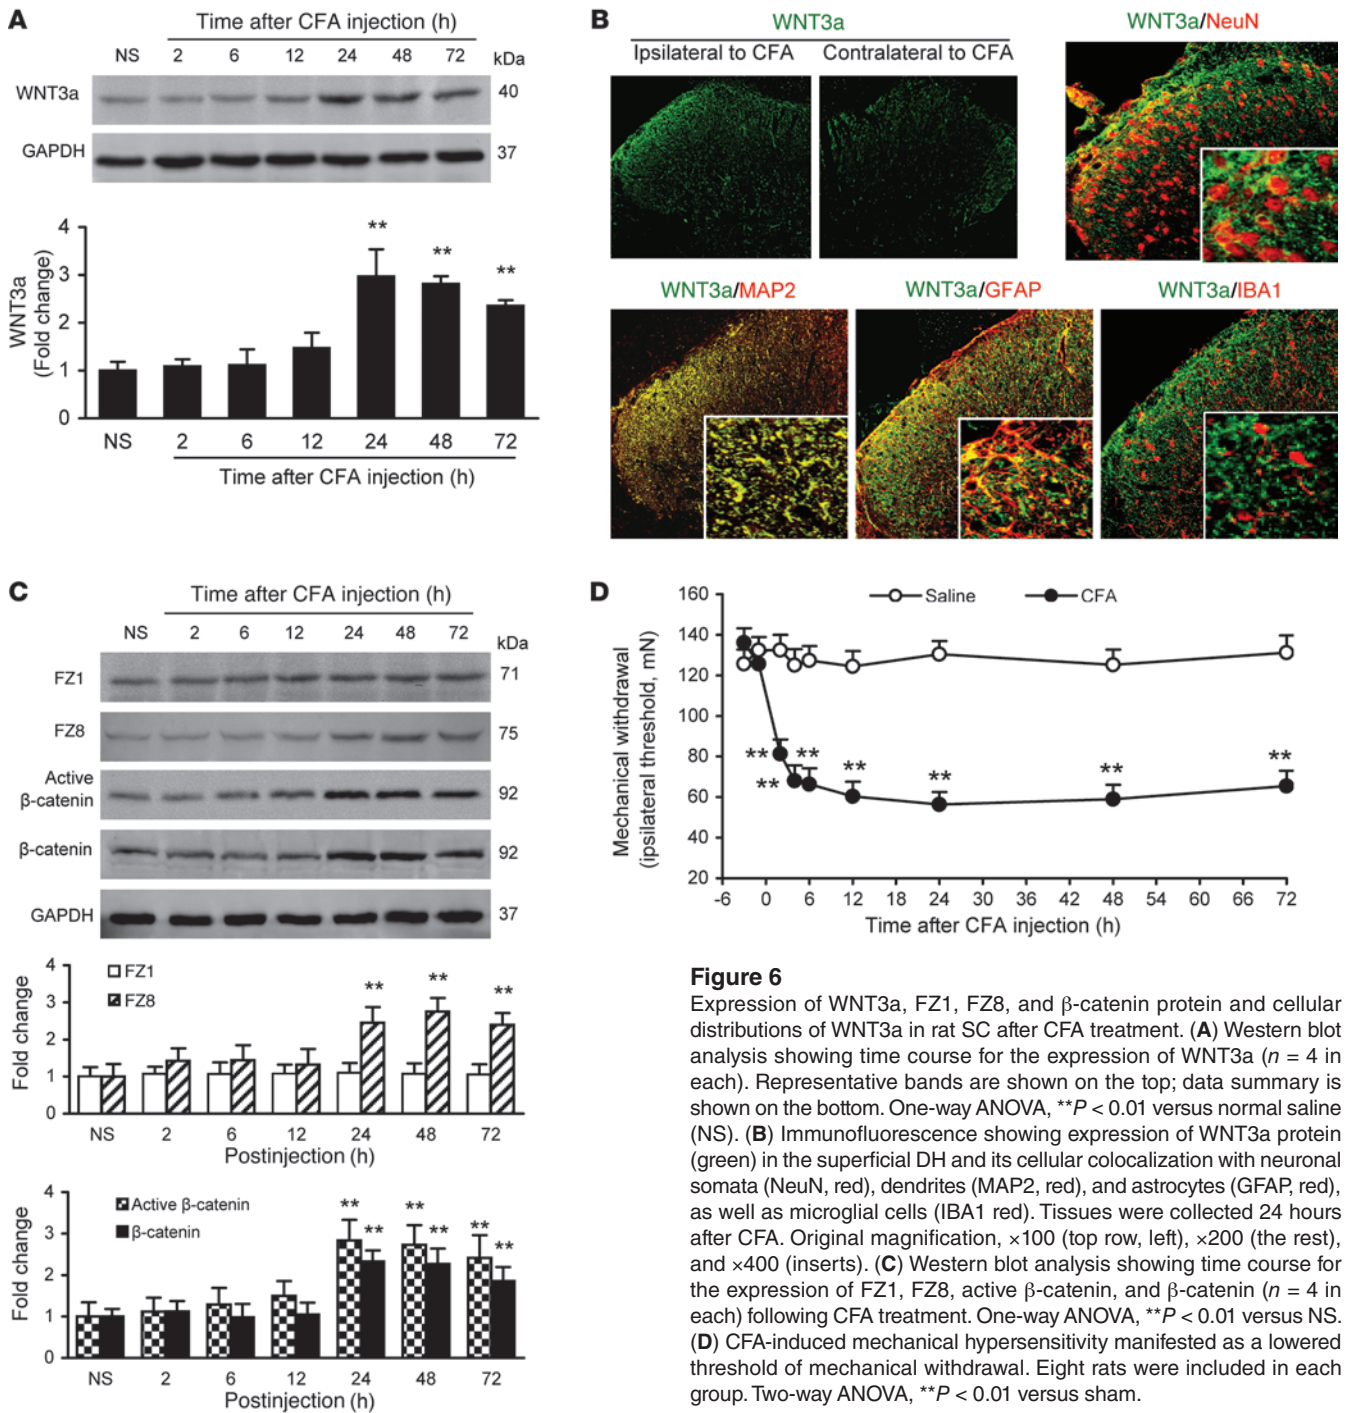 A
Time after CFA injection (h)
NS 2 6 12 24 48 72 kDa
WNT3a 40
GAPDH 37
WNT3a
(Fold change)
4
3
2
1
0
** ** **
NS 2 6 12 24 48 72
Time after CFA injection (h)
B
WNT3a
Ipsilateral to CFA Contralateral to CFA
WNT3a/NeuN
WNT3a/MAP2 WNT3a/GFAP WNT3a/IBA1
C
Time after CFA injection (h)
NS 2 6 12 24 48 72 kDa
FZ1 71
FZ8 75
Active
β-catenin 92
β-catenin 92
GAPDH 37
Fold change
4
3
2
1
0
FZ1
FZ8
** ** **
NS 2 6 12 24 48 72
Postinjection (h)
Fold change
4
3
2
1
0
Active β-catenin
β-catenin
** ** ** ** ** **
NS 2 6 12 24 48 72
Postinjection (h)
D
Mechanical withdrawal
(ipsilateral threshold, mN)
160
140
120
100
80
60
40
20
Saline CFA
** ** ** ** ** ** **
-6 0 6 12 18 24 30 36 42 48 54 60 66 72
Time after CFA injection (h)
Figure 6
Expression of WNT3a, FZ1, FZ8, and β-catenin protein and cellular
distributions of WNT3a in rat SC after CFA treatment. (A) Western blot
analysis showing time course for the expression of WNT3a (n = 4 in
each). Representative bands are shown on the top; data summary is
shown on the bottom. One-way ANOVA, **P < 0.01 versus normal saline
(NS). (B) Immunofluorescence showing expression of WNT3a protein
(green) in the superficial DH and its cellular colocalization with neuronal
somata (NeuN, red), dendrites (MAP2, red), and astrocytes (GFAP, red),
as well as microglial cells (IBA1 red). Tissues were collected 24 hours
after CFA. Original magnification, ×100 (top row, left), ×200 (the rest),
and ×400 (inserts). (C) Western blot analysis showing time course for
the expression of FZ1, FZ8, active β-catenin, and β-catenin (n = 4 in
each) following CFA treatment. One-way ANOVA, **P < 0.01 versus NS.
(D) CFA-induced mechanical hypersensitivity manifested as a lowered
threshold of mechanical withdrawal. Eight rats were included in each
group. Two-way ANOVA, **P < 0.01 versus sham.